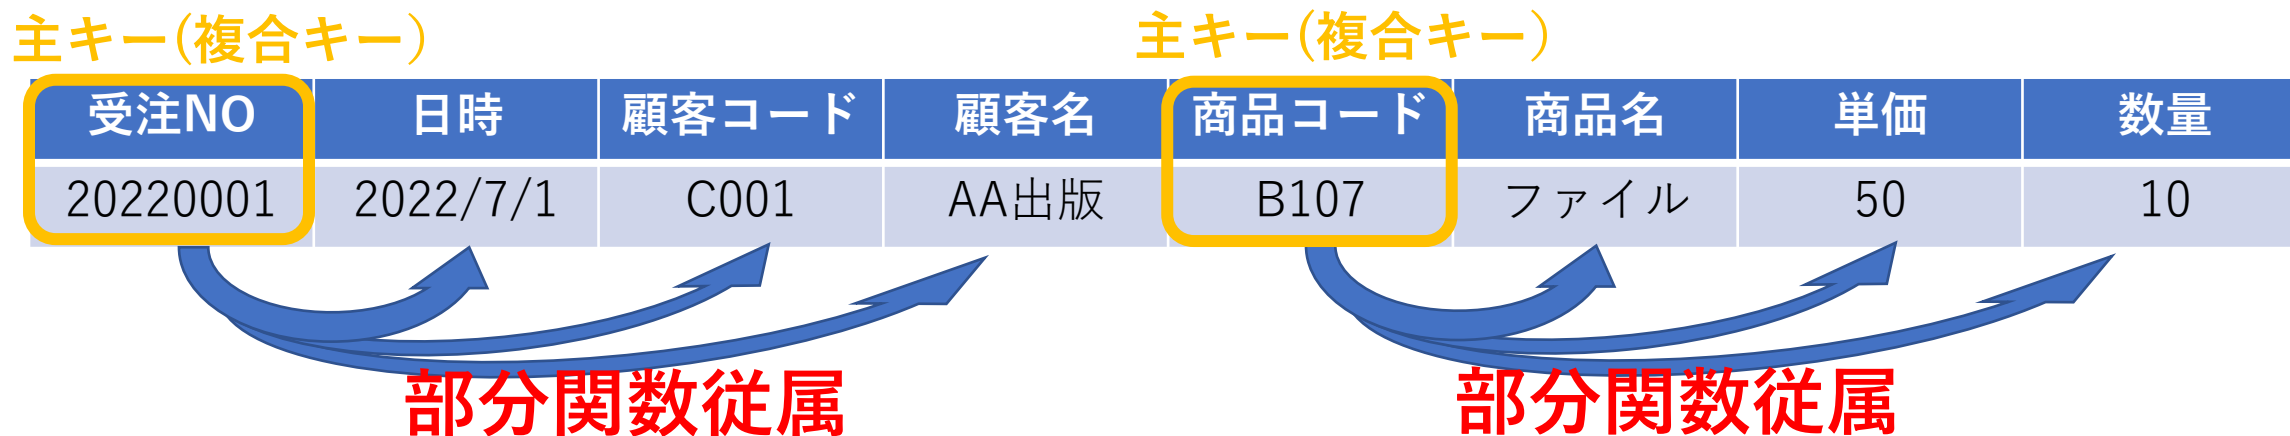 主キー(複合キー）
主キー(複合キー）
受注NO 日時 顧客コード 顧客名 商品コード 商品名 単価 数量
20220001 2022/7/1 C001 AA出版 B107 ファイル 50 10
部分関数従属
部分関数従属